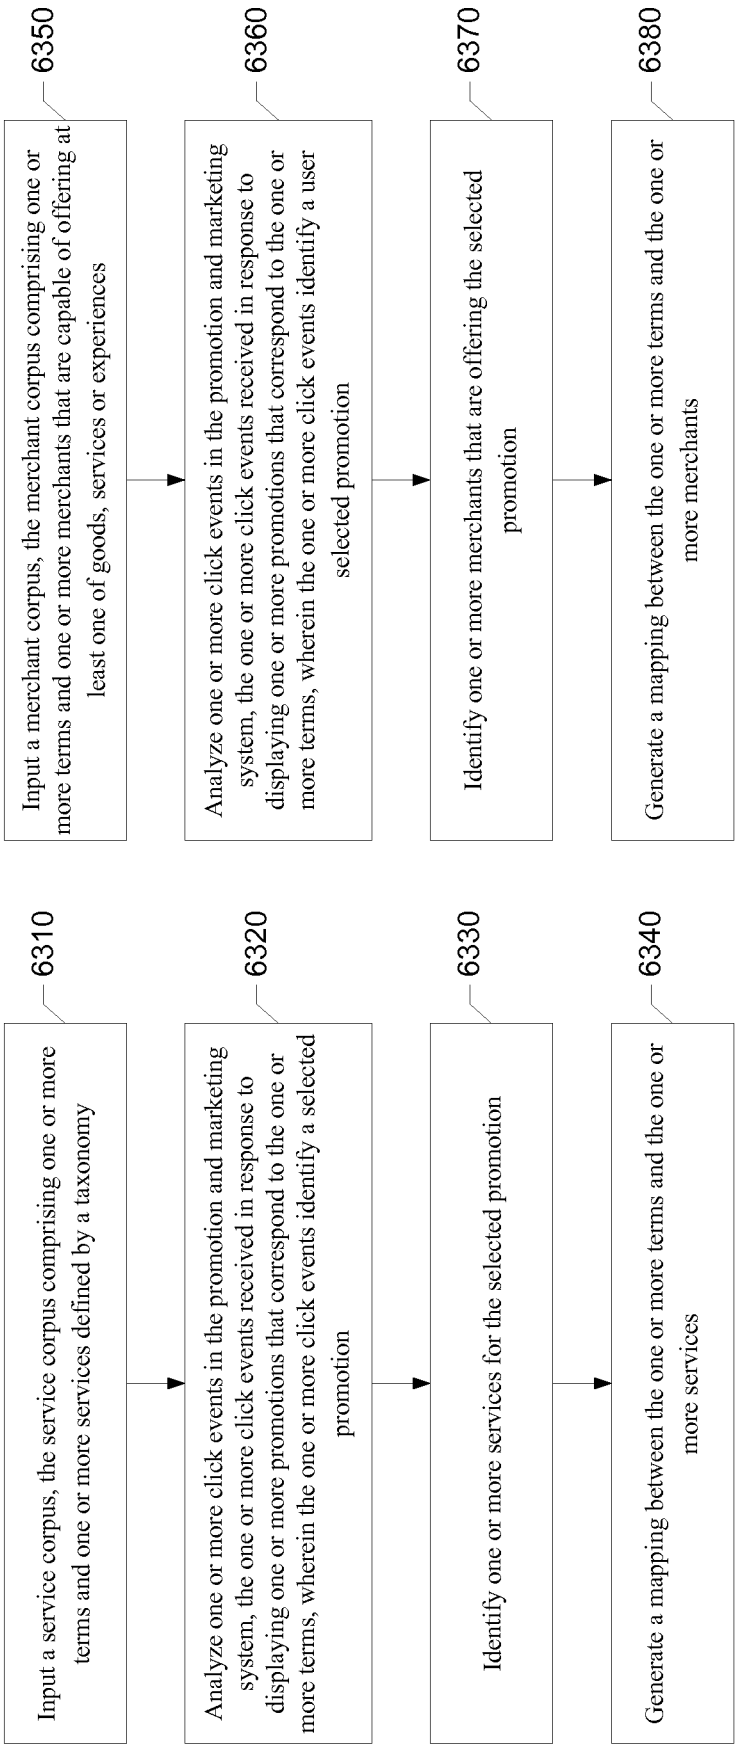 Input a service corpus, the service corpus comprising one or more
terms and one or more services defined by a taxonomy
6310
Analyze one or more click events in the promotion and marketing
system, the one or more click events received in response to
displaying one or more promotions that correspond to the one or
more terms, wherein the one or more click events identify a selected
promotion
6320
Identify one or more services for the selected promotion
6330
Generate a mapping between the one or more terms and the one or
more services
6340
Input a merchant corpus, the merchant corpus comprising one or
more terms and one or more merchants that are capable of offering at
least one of goods, services or experiences
6350
Analyze one or more click events in the promotion and marketing
system, the one or more click events received in response to
displaying one or more promotions that correspond to the one or
more terms, wherein the one or more click events identify a user
selected promotion
6360
Identify one or more merchants that are offering the selected
promotion
6370
Generate a mapping between the one or more terms and the one or
more merchants
6380